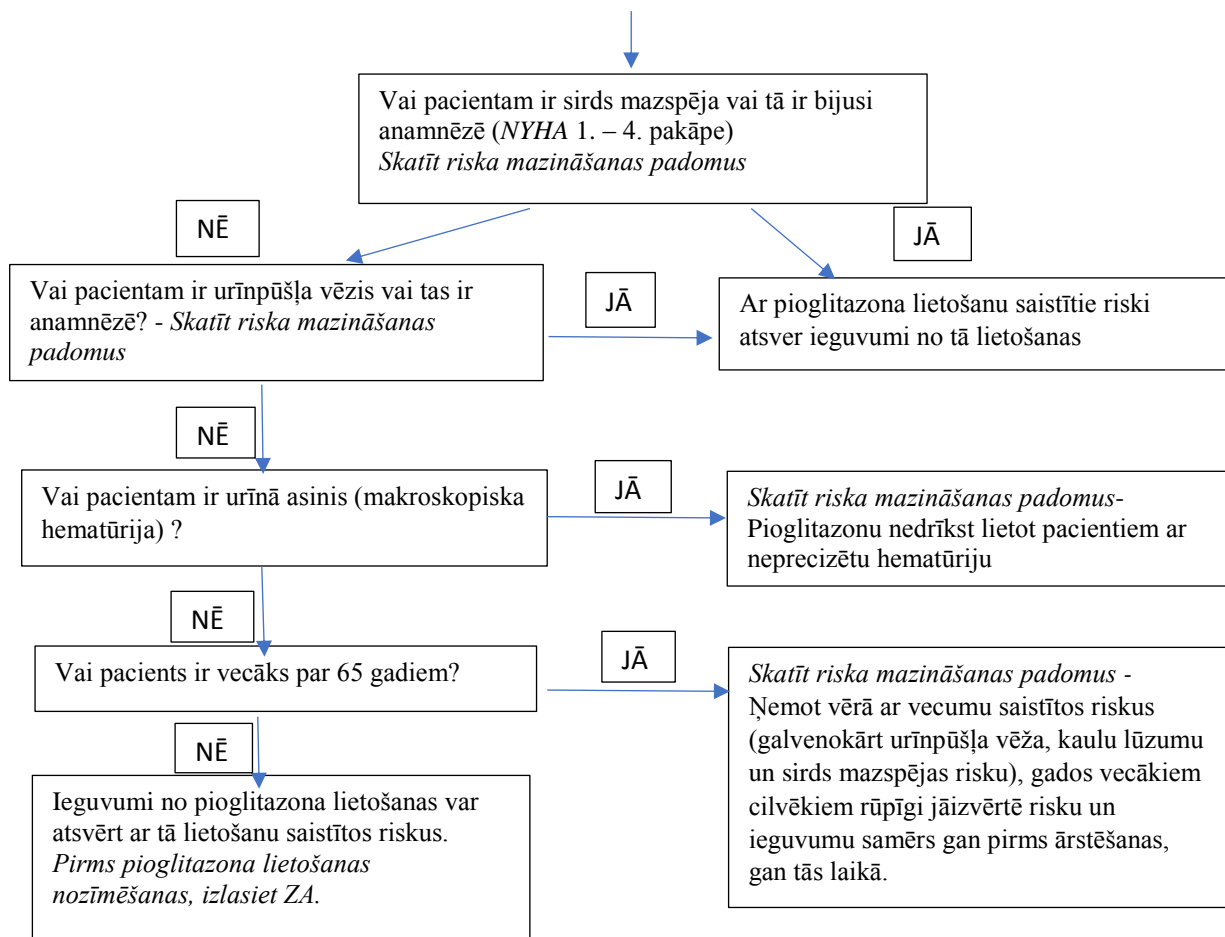 Vai pacientam ir sirds mazspēja vai tā ir bijusi
anamnēzē (NYHA 1. – 4. pakāpe)
Skatīt riska mazināšanas padomus
NĒ
JĀ
Vai pacientam ir urīnpūšļa vēzis vai tas ir
anamnēzē? - Skatīt riska mazināšanas
padomus
JĀ
Ar pioglitazona lietošanu saistītie riski
atsver ieguvumi no tā lietošanas
NĒ
Vai pacientam ir urīnā asinis (makroskopiska
hematūrija) ?
JĀ
Skatīt riska mazināšanas padomus-
Pioglitazonu nedrīkst lietot pacientiem ar
neprecizētu hematūriju
NĒ
Vai pacients ir vecāks par 65 gadiem?
JĀ
Skatīt riska mazināšanas padomus -
Ņemot vērā ar vecumu saistītos riskus
(galvenokārt urīnpūšļa vēža, kaulu lūzumu
un sirds mazspējas risku), gados vecākiem
cilvēkiem rūpīgi jāizvērtē risku un
ieguvumu samērs gan pirms ārstēšanas,
gan tās laikā.
NĒ
Ieguvumi no pioglitazona lietošanas var
atsvērt ar tā lietošanu saistītos riskus.
Pirms pioglitazona lietošanas
nozīmēšanas, izlasiet ZA.